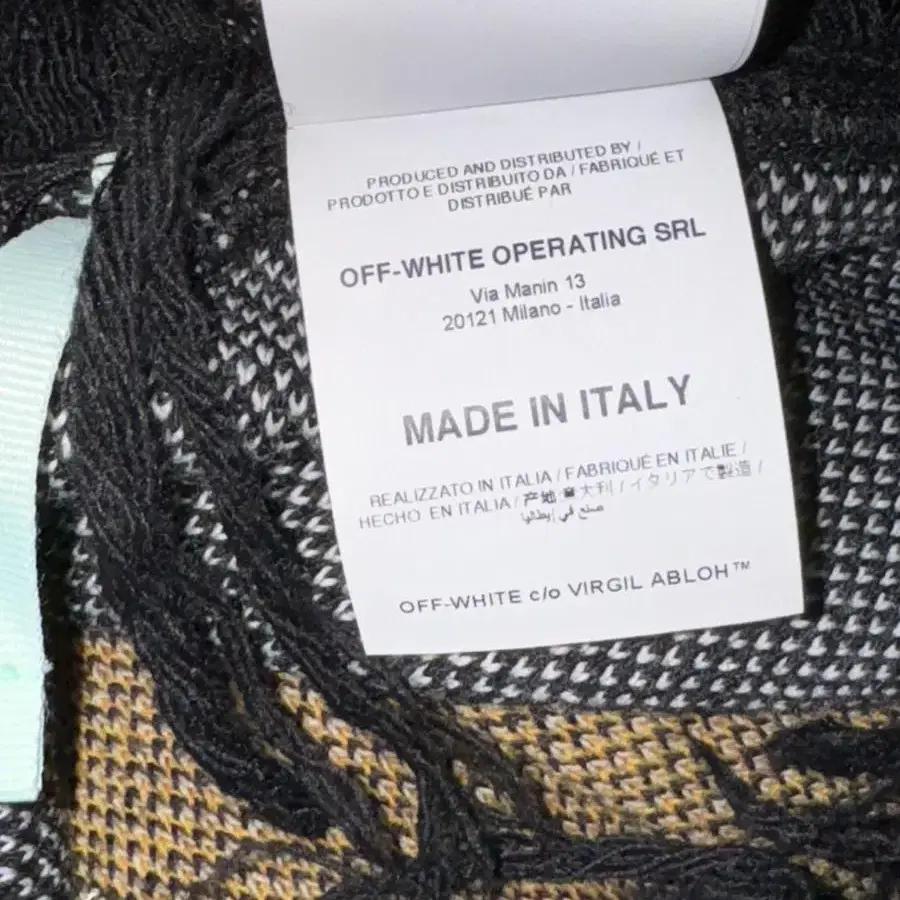 PRODUCED AND DISTRIBUTED BY /
PRODOTTO E DISTRIBUITO DA / FABRIQUÉ ET
DISTRIBUÉ PAR
OFF-WHITE OPERATING SRL
Via Manin 13
20121 Milano - Italia
MADE IN ITALY
REALIZZATO IN ITALIA / FABRIQUÉ EN ITALIE /
HECHO EN ITALIA / 产地: 大利 / イタリアで製造 /
صنع في إيطاليا
OFF-WHITE c/o VIRGIL ABLOH™